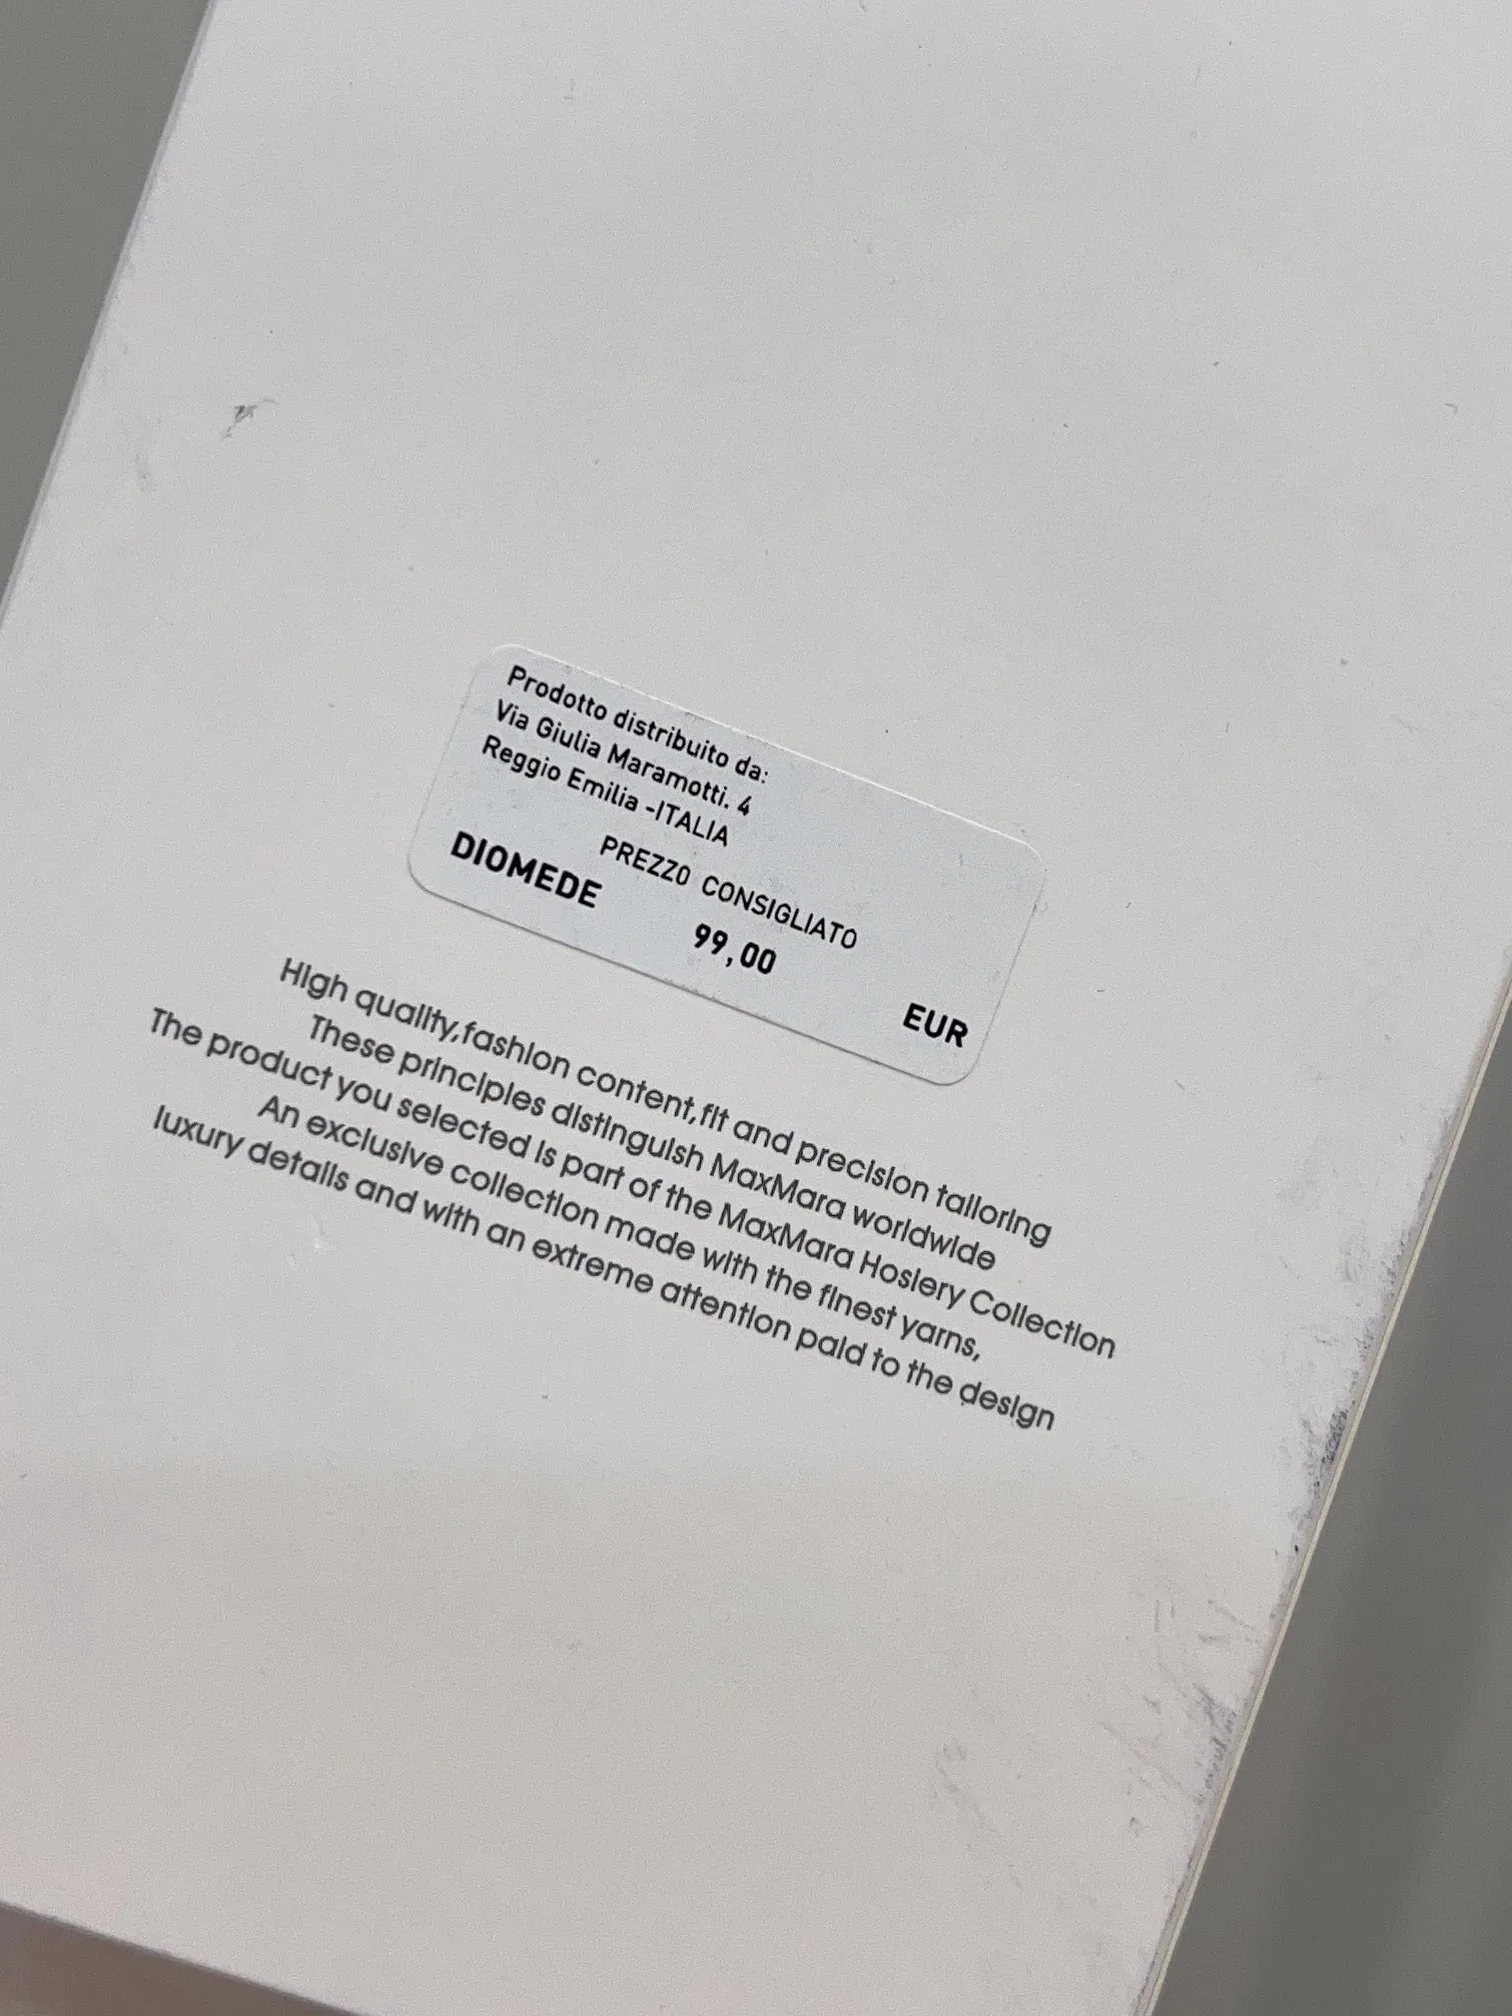 Prodotto distribuito da:
Via Giulia Maramotti. 4
Reggio Emilia -ITALIA
PREZZO CONSIGLIATO
DIOMEDE 99,00 EUR
High quality,fashion content,fit and precision tailoring
These principles distinguish MaxMara worldwide
The product you selected is part of the MaxMara Hosiery Collection
An exclusive collection made with the finest yarns,
luxury details and with an extreme attention paid to the design